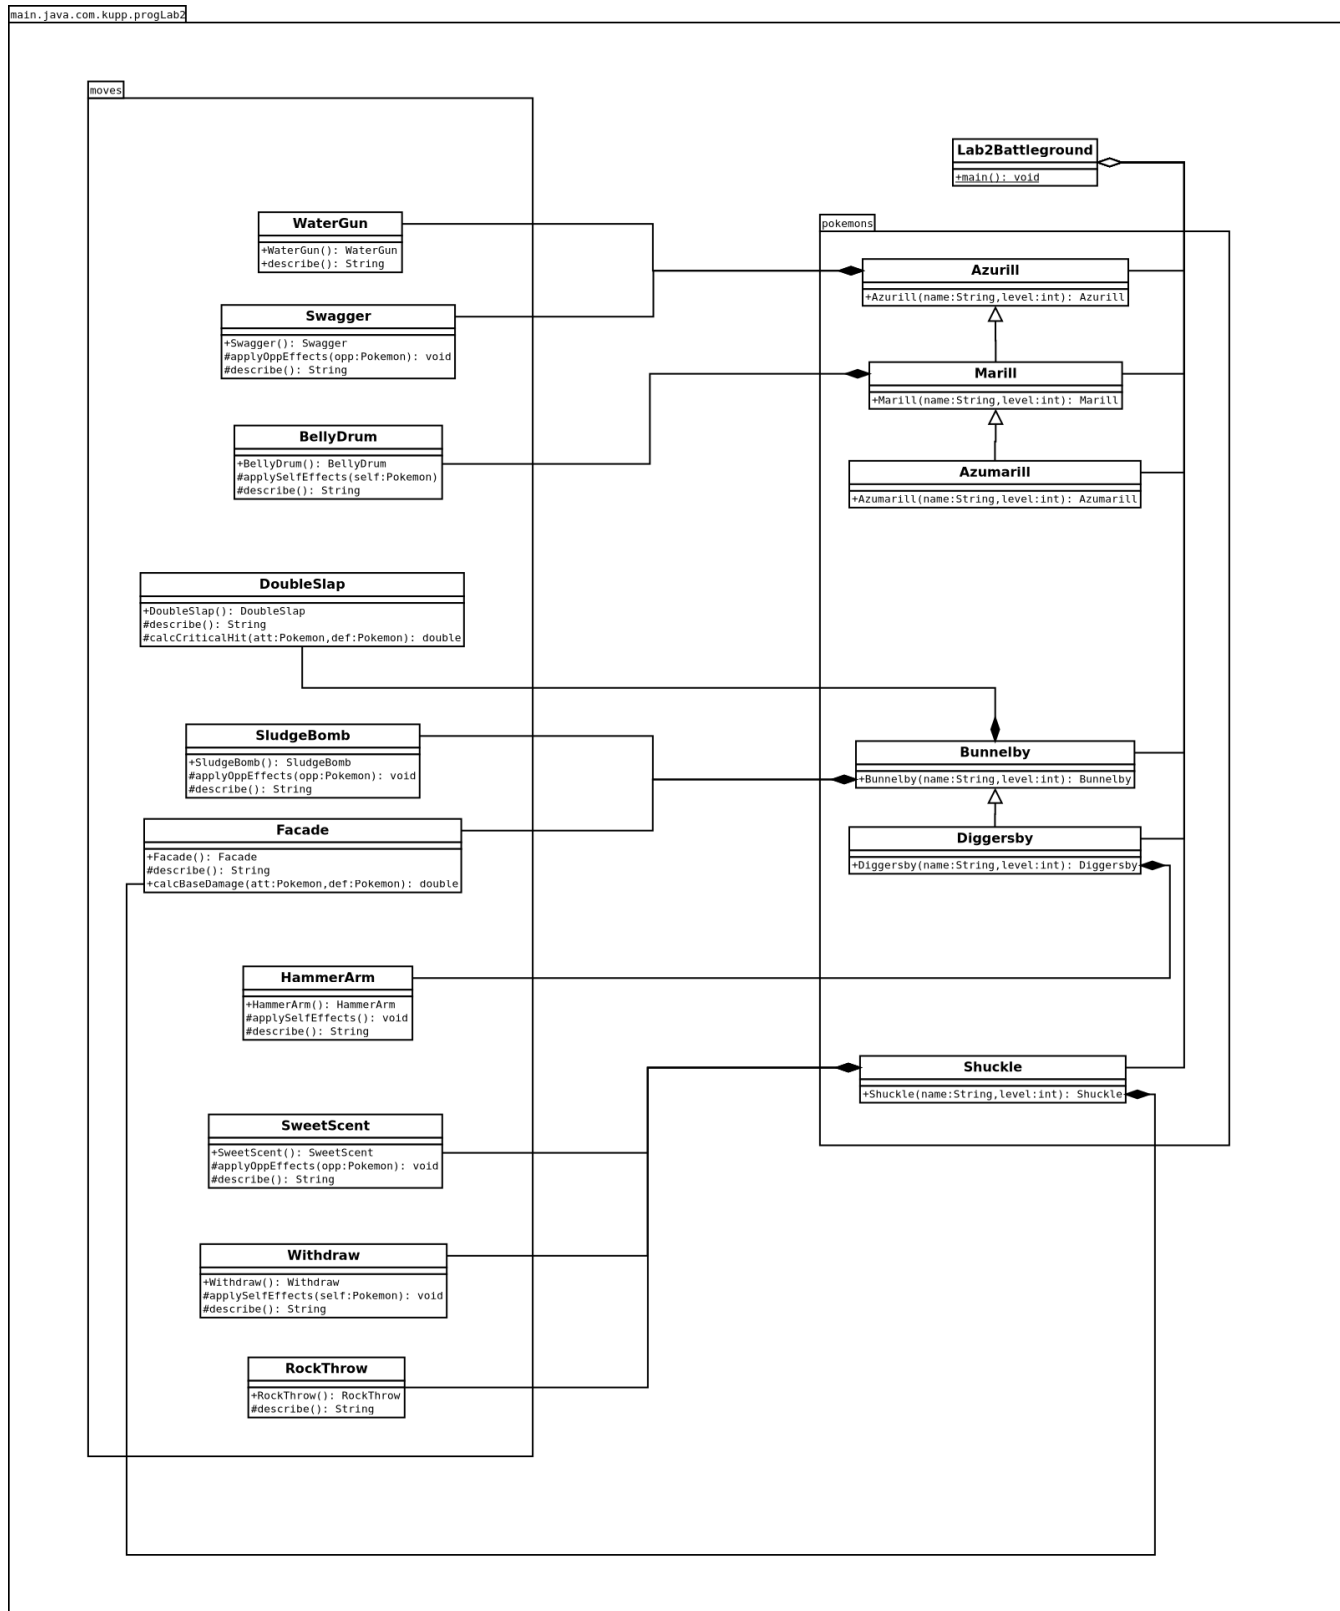 main.java.com.kupp.progLab2
moves
Lab2Battleground
+main(): void
pokemons
WaterGun
+WaterGun(): WaterGun
+describe(): String
Azurill
+Azurill(name:String,level:int): Azurill
Swagger
+Swagger(): Swagger
#applyOppEffects(opp:Pokemon): void
#describe(): String
Marill
+Marill(name:String,level:int): Marill
BellyDrum
+BellyDrum(): BellyDrum
#applySelfEffects(self:Pokemon)
#describe(): String
Azumarill
+Azumarill(name:String,level:int): Azumarill
DoubleSlap
+DoubleSlap(): DoubleSlap
#describe(): String
#calcCriticalHit(att:Pokemon,def:Pokemon): double
SludgeBomb
+SludgeBomb(): SludgeBomb
#applyOppEffects(opp:Pokemon): void
#describe(): String
Bunnelby
+Bunnelby(name:String,level:int): Bunnelby
Facade
+Facade(): Facade
#describe(): String
+calcBaseDamage(att:Pokemon,def:Pokemon): double
Diggersby
+Diggersby(name:String,level:int): Diggersby
HammerArm
+HammerArm(): HammerArm
#applySelfEffects(): void
#describe(): String
Shuckle
+Shuckle(name:String,level:int): Shuckle
SweetScent
+SweetScent(): SweetScent
#applyOppEffects(opp:Pokemon): void
#describe(): String
Withdraw
+Withdraw(): Withdraw
#applySelfEffects(self:Pokemon): void
#describe(): String
RockThrow
+RockThrow(): RockThrow
#describe(): String